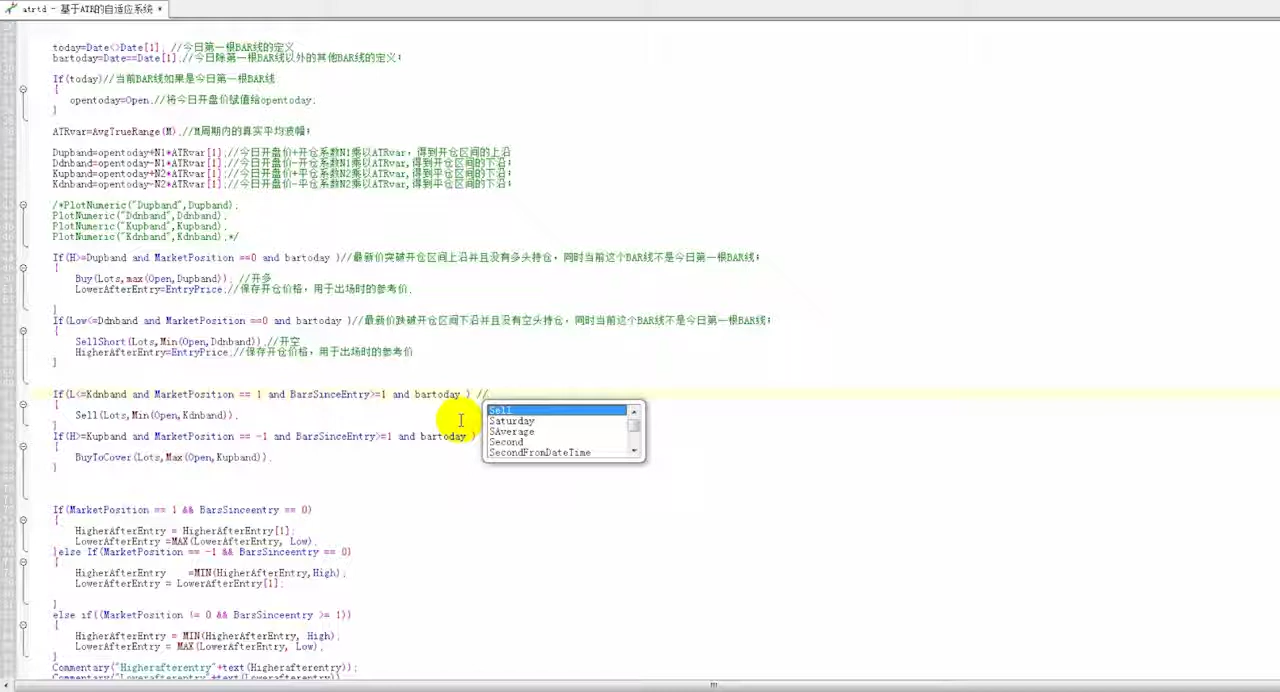 atrtd - 基于ATR的自适应系统 *
today=Date<>Date[1]; //今日第一根BAR线的定义
bartoday=Date==Date[1];//今日除第一根BAR线以外的其他BAR线的定义;
If(today)//当前BAR线如果是今日第一根BAR线
{
opentoday=Open;//将今日开盘价赋值给opentoday;
}
ATRvar=AvgTrueRange(M);//M周期内的真实平均波幅;
Dupband=opentoday+N1*ATRvar[1];//今日开盘价+开仓系数N1乘以ATRvar, 得到开仓区间的上沿
Ddnband=opentoday-N1*ATRvar[1];//今日开盘价-开仓系数N1乘以ATRvar,得到开仓区间的下沿;
Kupband=opentoday+N2*ATRvar[1];//今日开盘价+平仓系数N2乘以ATRvar,得到平仓区间的下沿;
Kdnband=opentoday-N2*ATRvar[1];//今日开盘价-平仓系数N2乘以ATRvar,得到平仓区间的下沿;
/*PlotNumeric("Dupband",Dupband);
PlotNumeric("Ddnband",Ddnband);
PlotNumeric("Kupband",Kupband);
PlotNumeric("Kdnband",Kdnband);*/
If(H>=Dupband and MarketPosition ==0 and bartoday )//最新价突破开仓区间上沿并且没有多头持仓, 同时当前这个BAR线不是今日第一根BAR线;
{
Buy(Lots,max(Open,Dupband)); //开多
LowerAfterEntry=EntryPrice;//保存开仓价格, 用于出场时的参考价;
}
If(Low<=Ddnband and MarketPosition ==0 and bartoday )//最新价跌破开仓区间下沿并且没有空头持仓, 同时当前这个BAR线不是今日第一根BAR线;
{
SellShort(Lots,Min(Open,Ddnband));//开空
HigherAfterEntry=EntryPrice;//保存开仓价格, 用于出场时的参考价
}
If(L<=Kdnband and MarketPosition == 1 and BarsSinceEntry>=1 and bartoday ) //
{
Sell(Lots,Min(Open,Kdnband));
}
If(H>=Kupband and MarketPosition == -1 and BarsSinceEntry>=1 and bartoday )
{
BuyToCover(Lots,Max(Open,Kupband));
}
Sell
Saturday
SAverage
Second
SecondFromDateTime
If(MarketPosition == 1 && BarsSinceentry == 0)
{
HigherAfterEntry = HigherAfterEntry[1];
LowerAfterEntry =MAX(LowerAfterEntry, Low);
}else If(MarketPosition == -1 && BarsSinceentry == 0)
{
HigherAfterEntry =MIN(HigherAfterEntry,High);
LowerAfterEntry = LowerAfterEntry[1];
}
else if((MarketPosition != 0 && BarsSinceentry >= 1))
{
HigherAfterEntry = MIN(HigherAfterEntry, High);
LowerAfterEntry = MAX(LowerAfterEntry, Low);
}
Commentary("Higherafterentry"+text(Higherafterentry));
Commentary("Lowerafterentry"+text(Lowerafterentry))